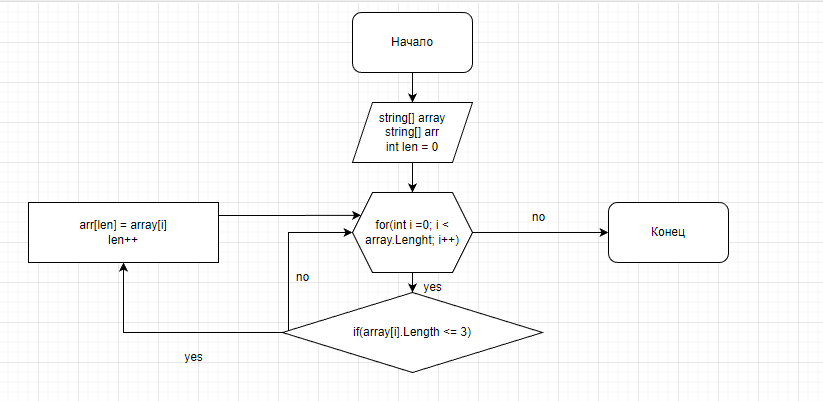 Начало
string[] array
string[] arr
int len = 0
arr[len] = array[i]
len++
for(int i =0; i <
array.Lenght; i++)
no
Конец
no
yes
if(array[i].Length <= 3)
yes